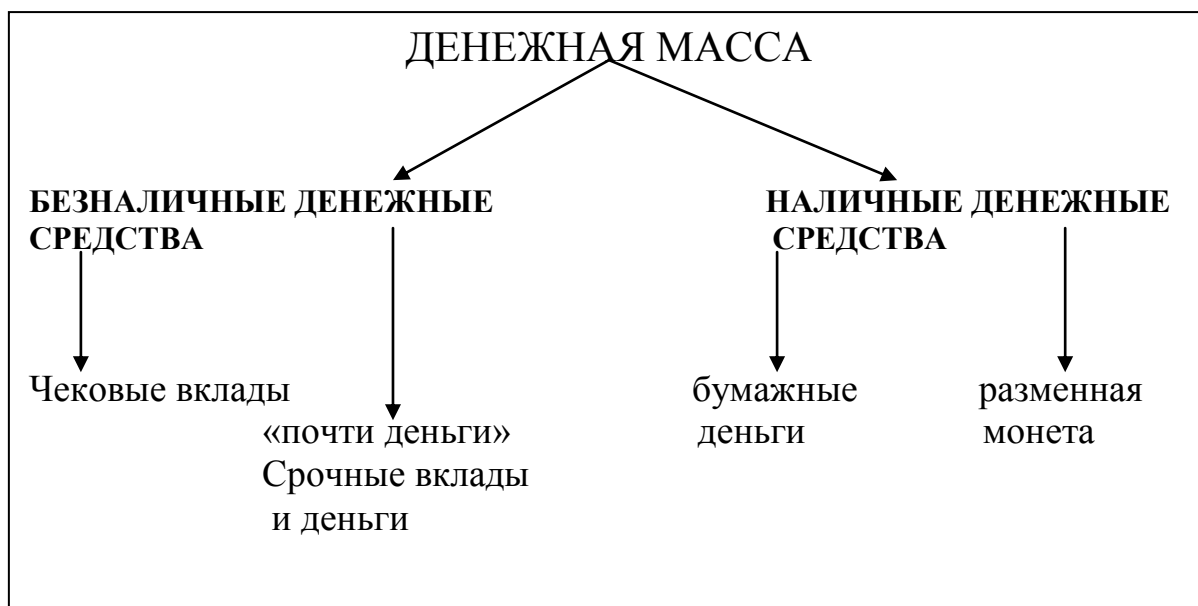 ДЕНЕЖНАЯ МАССА
БЕЗНАЛИЧНЫЕ ДЕНЕЖНЫЕ
СРЕДСТВА
НАЛИЧНЫЕ ДЕНЕЖНЫЕ
СРЕДСТВА
Чековые вклады
«почти деньги»
Срочные вклады
и деньги
бумажные
деньги
разменная
монета